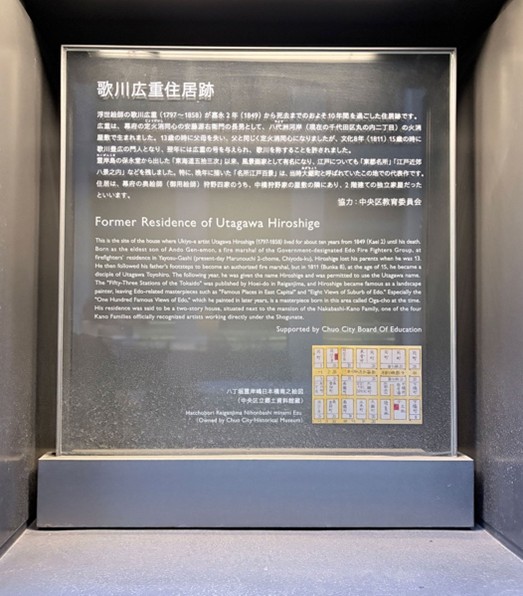 歌川広重住居跡
浮世絵師の歌川広重（1797〜1858）が嘉永2年（1849）から死去までのおよそ10年間を過ごした住居跡です。
広重は、幕府の定火消同心の安藤源右衛門の長男として、八代洲河岸（現在の千代田区丸の内二丁目）の火消
屋敷で生まれました。13歳の時に父母を失い、父と同じく定火消同心になりましたが、文化8年（1811）15歳の時に
歌川豊広の門人となり、翌年には広重の号を与えられ、歌川を称することを許されました。
霊岸島の保永堂から出した「東海道五拾三次」以来、風景画家として有名になり、江戸についても「東都名所」「江戸近郊
八景之内」などを残しました。特に、晩年に描いた「名所江戸百景」は、当時大鋸町と呼ばれていたこの地での代表作です。
住居は、幕府の奥絵師（御用絵師）狩野四家のうち、中橋狩野家の屋敷の隣にあり、2階建ての独立家屋だった
といいます。
協力：中央区教育委員会
Former Residence of Utagawa Hiroshige
This is the site of the house where Ukiyo-e artist Utagawa Hiroshige (1797-1858) lived for about ten years from 1849 (Kaei 2) until his death.
Born as the eldest son of Ando Gen-emon, a fire marshal of the Government-designated Edo Fire Fighters Group, at
firefighters' residence in Yayosu-Gashi (present-day Marunouchi 2-chome, Chiyoda-ku), Hiroshige lost his parents when he was 13.
He then followed his father's footsteps to become an authorized fire marshal, but in 1811 (Bunka 8), at the age of 15, he became a
disciple of Utagawa Toyohiro. The following year, he was given the name Hiroshige and was permitted to use the Utagawa name.
The "Fifty-Three Stations of the Tokaido" was published by Hoei-do in Reiganjima, and Hiroshige became famous as a landscape
painter, leaving Edo-related masterpieces such as "Famous Places in East Capital" and "Eight Views of Suburb of Edo." Especially the
"One Hundred Famous Views of Edo," which he painted in later years, is a masterpiece born in this area called Oga-cho at the time.
His residence was said to be a two-story house, situated next to the mansion of the Nakabashi-Kano Family, one of the four
Kano Families officially recognized artists working directly under the Shogunate.
Supported by Chuo City Board Of Education
八丁堀霊岸嶋日本橋南之絵図
（中央区立郷土資料館蔵）
Hatchobori Reiganjima Nihonbashi minami Ezu
(Owned by Chuo City Historical Museum)